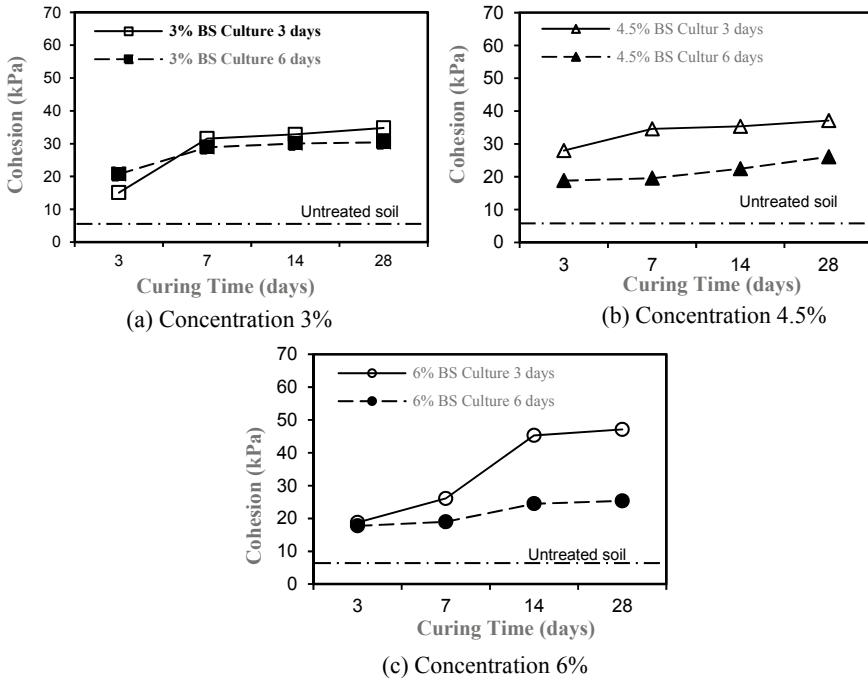 3% BS Culture 3 days
3% BS Culture 6 days
Cohesion (kPa)
70
60
50
40
30
20
10
0
Untreated soil
3 7 14 28
Curing Time (days)
(a) Concentration 3%
4.5% BS Cultur 3 days
4.5% BS Cultur 6 days
Cohesion (kPa)
70
60
50
40
30
20
10
0
Untreated soil
3 7 14 28
Curing Time (days)
(b) Concentration 4.5%
6% BS Culture 3 days
6% BS Culture 6 days
Cohesion (kPa)
70
60
50
40
30
20
10
0
Untreated soil
3 7 14 28
Curing Time (days)
(c) Concentration 6%